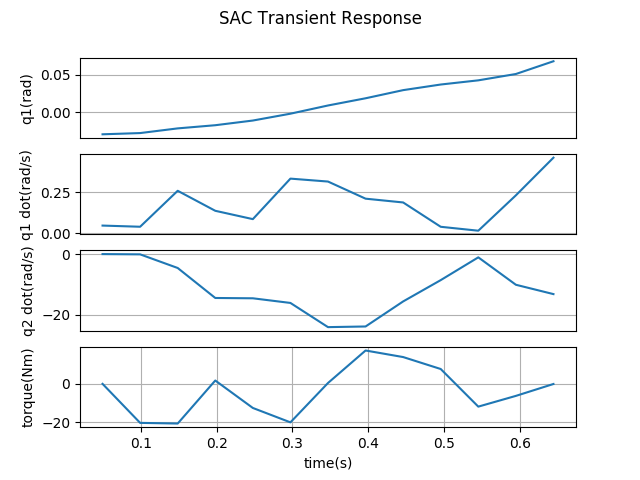 SAC Transient Response
0.05
0.00
q1(rad)
0.25
0.00
q1 dot(rad/s)
0
−20
q2 dot(rad/s)
0
−20
torque(Nm)
0.1 0.2 0.3 0.4 0.5 0.6
time(s)